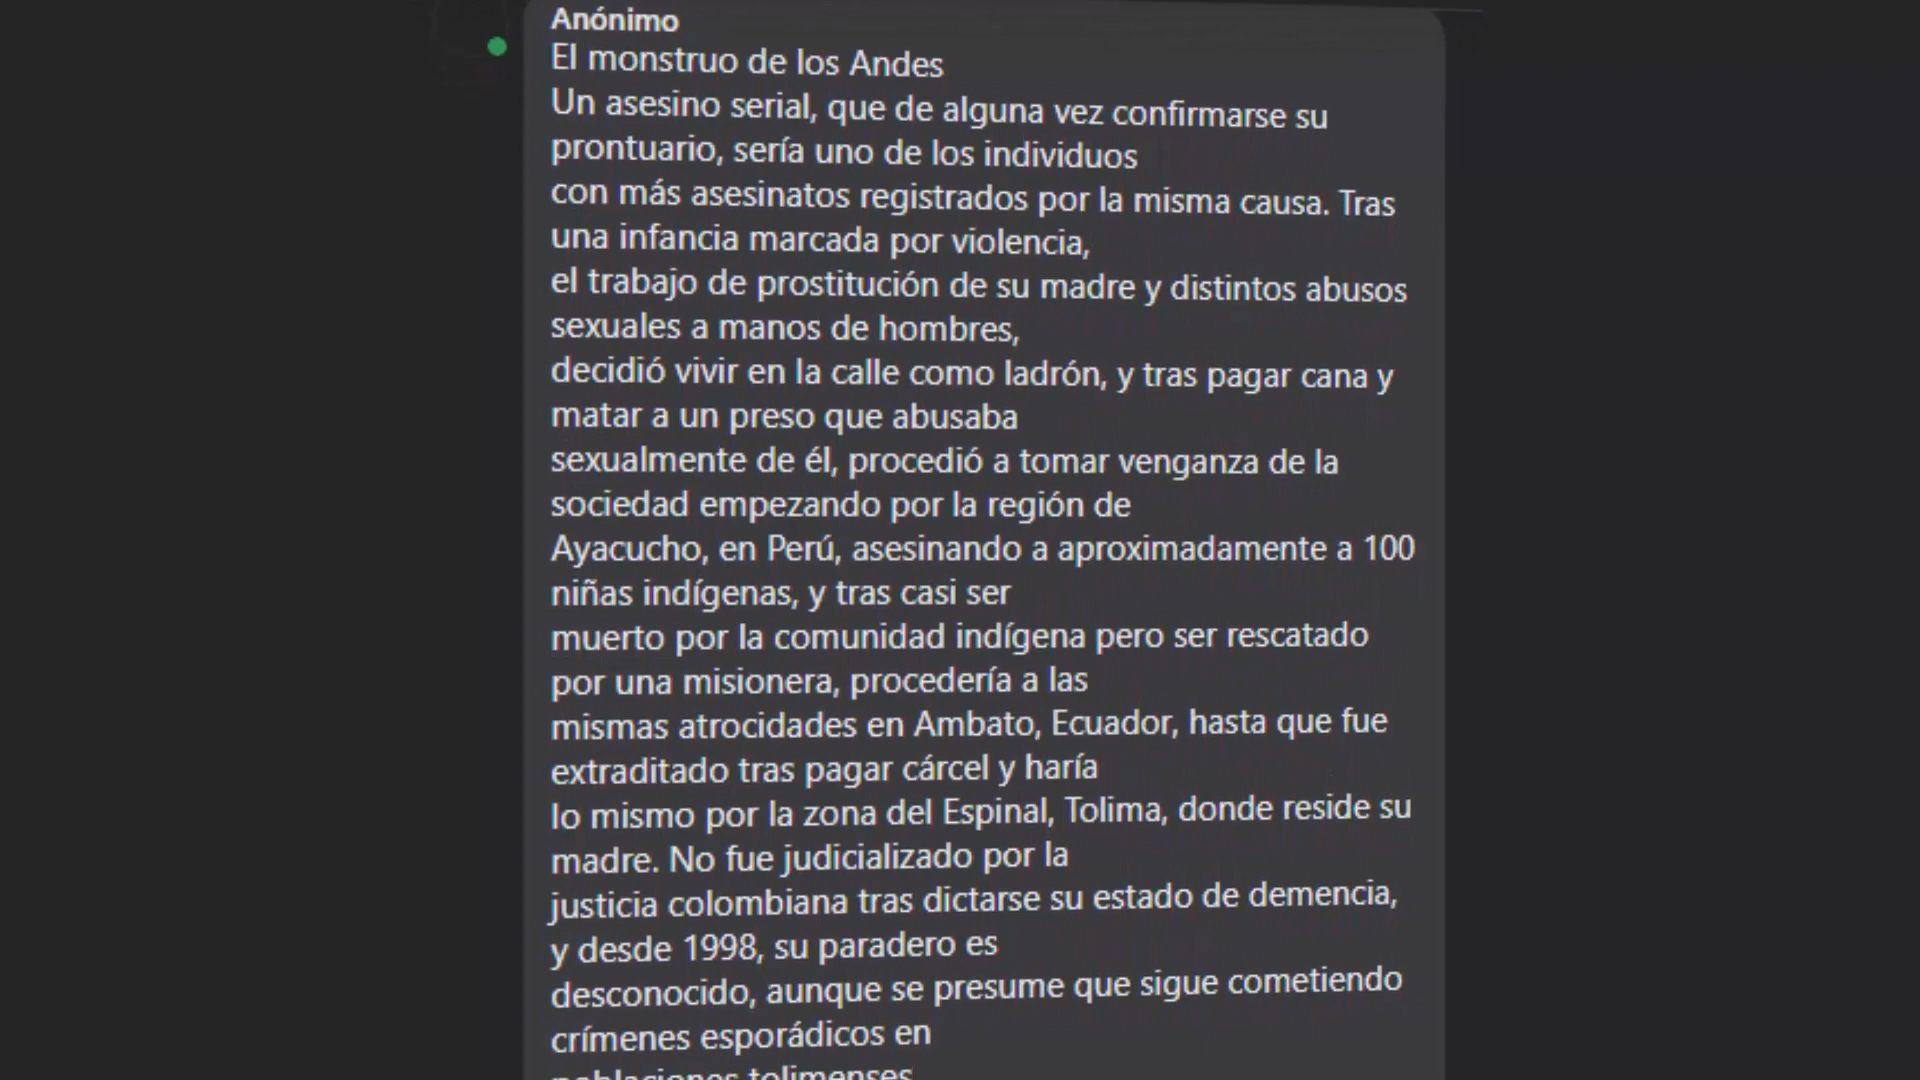 Anónimo
El monstruo de los Andes
Un asesino serial, que de alguna vez confirmarse su
prontuario, sería uno de los individuos
con más asesinatos registrados por la misma causa. Tras
una infancia marcada por violencia,
el trabajo de prostitución de su madre y distintos abusos
sexuales a manos de hombres,
decidió vivir en la calle como ladrón, y tras pagar cana y
matar a un preso que abusaba
sexualmente de él, procedió a tomar venganza de la
sociedad empezando por la región de
Ayacucho, en Perú, asesinando a aproximadamente a 100
niñas indígenas, y tras casi ser
muerto por la comunidad indígena pero ser rescatado
por una misionera, procedería a las
mismas atrocidades en Ambato, Ecuador, hasta que fue
extraditado tras pagar cárcel y haría
lo mismo por la zona del Espinal, Tolima, donde reside su
madre. No fue judicializado por la
justicia colombiana tras dictarse su estado de demencia,
y desde 1998, su paradero es
desconocido, aunque se presume que sigue cometiendo
crímenes esporádicos en
poblaciones tolimenses